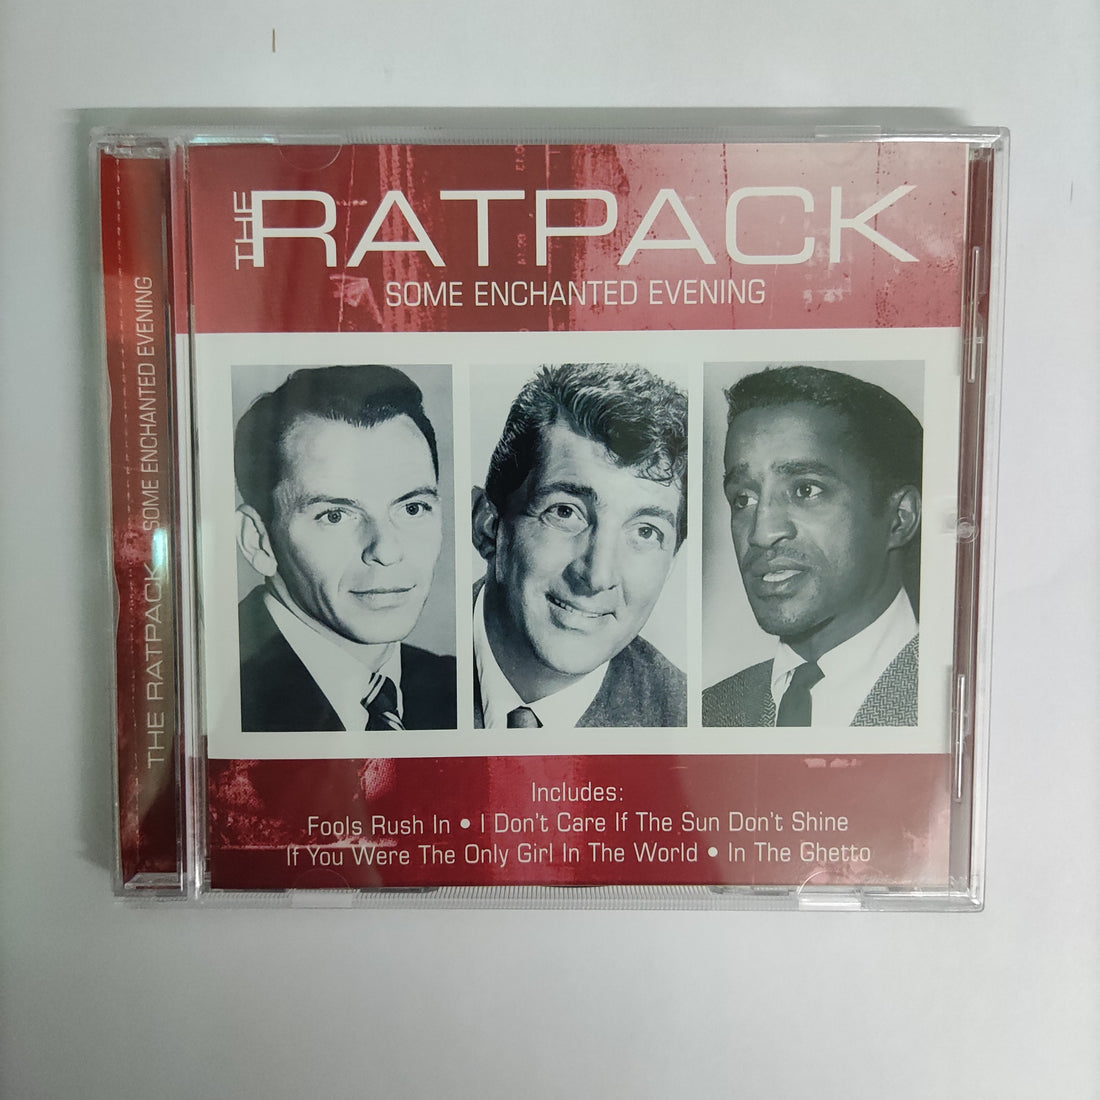 THE RATPACK SOME ENCHANTED EVENING
THE RATPACK
SOME ENCHANTED EVENING
Includes:
Fools Rush In • I Don't Care If The Sun Don't Shine
If You Were The Only Girl In The World • In The Ghetto